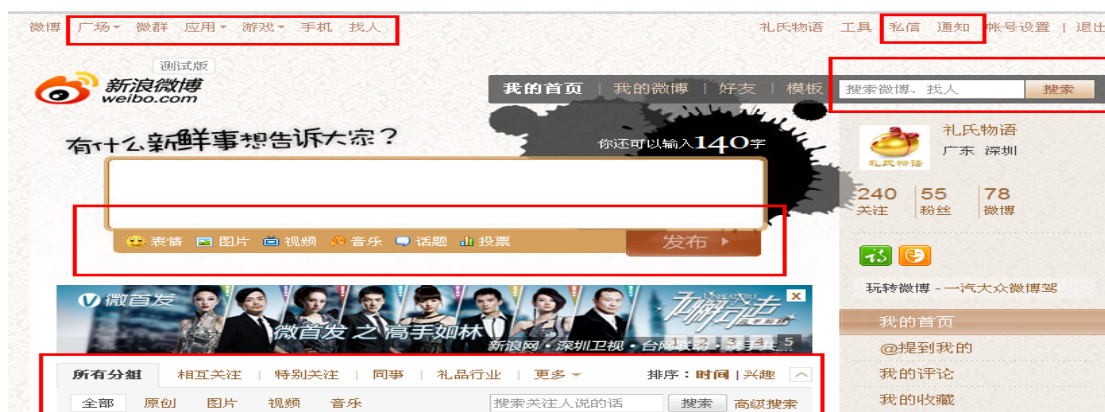 微博 广场 微群 应用 游戏 手机 找人 礼氏物语 工具 私信 通知 帐号设置 | 退出
测试版
新浪微博
weibo.com
我的首页 | 我的微博 | 好友 | 模板
搜索微博、找人 搜索
有什么新鲜事想告诉大家?
你还可以输入140字
礼氏物语
广东 深圳
礼氏物语
240 55 78
关注 粉丝 微博
表情 图片 视频 音乐 话题 投票 发布
玩转微博 - 一汽大众微博驾
微首发
微首发 之 高手如林
新浪网·深圳卫视·台网联动
5
我的首页
@提到我的
我的评论
我的收藏
所有分组 相互关注 | 特别关注 | 同事 | 礼品行业 | 更多 排序:时间 | 兴趣
全部 原创 图片 视频 音乐 搜索关注人说的话 搜索 高级搜索